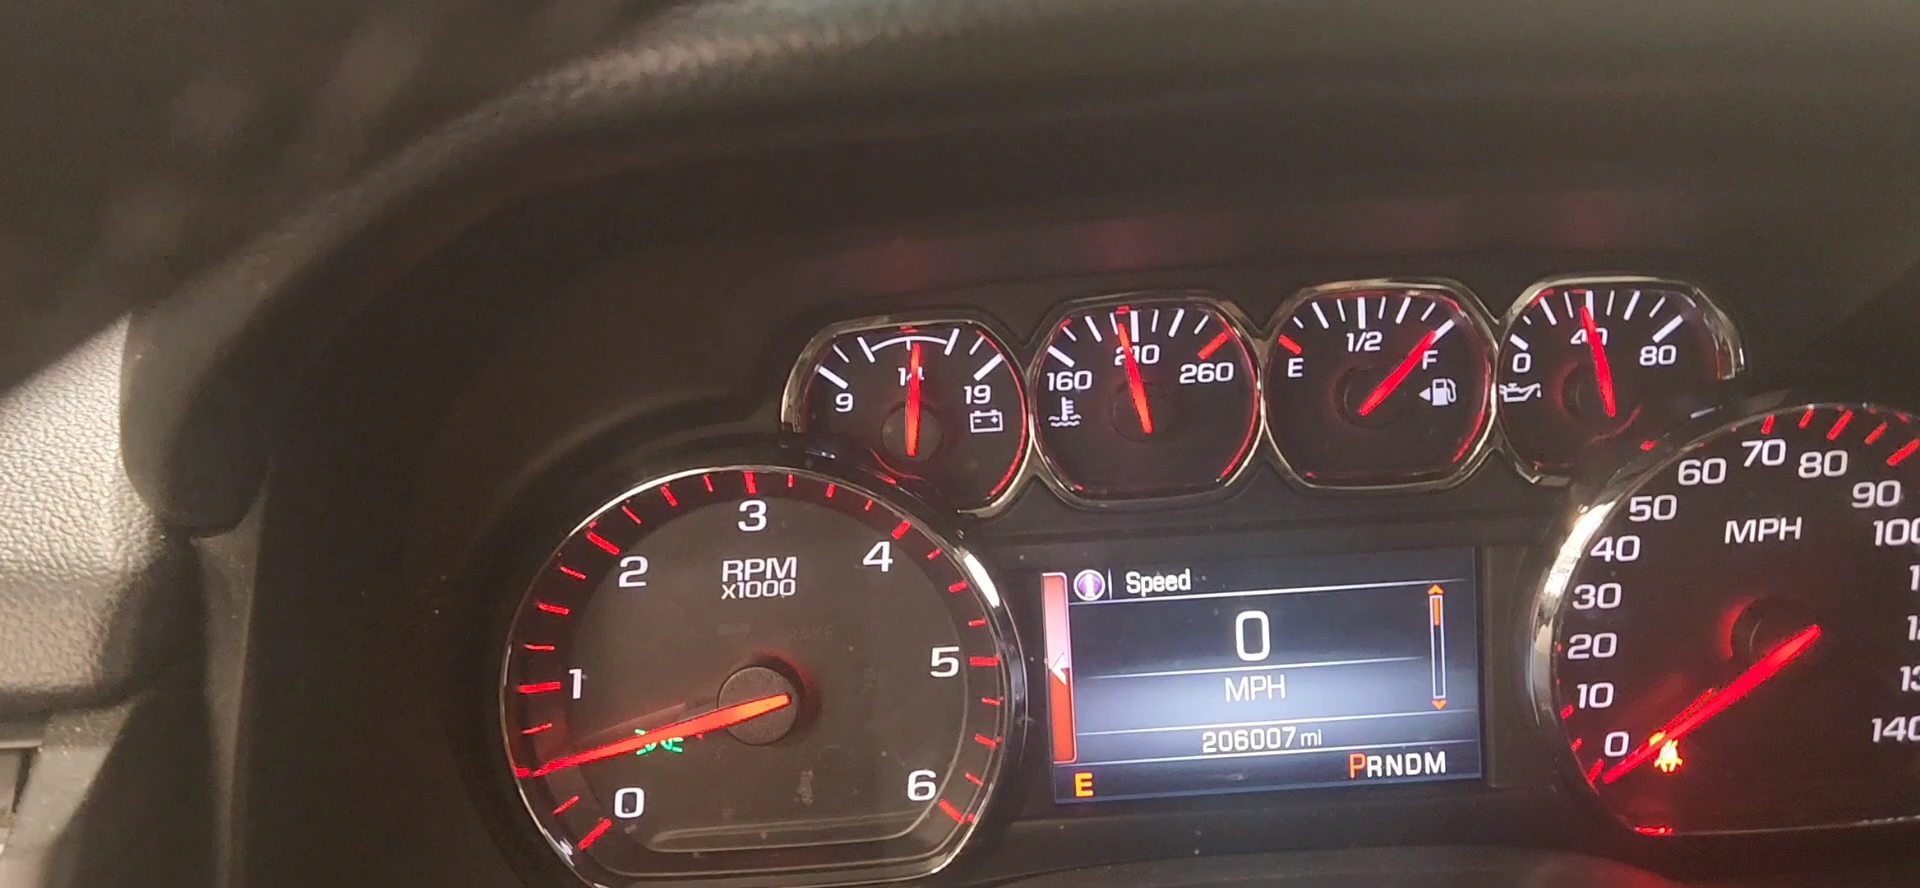 9 14 19
160 210 260
E 1/2 F
0 40 80
0 1 2 3 4 5 6
RPM
x1000
Speed
0
MPH
206007 mi
E PRNDM
0 10 20 30 40 50 60 70 80 90 100
140
MPH